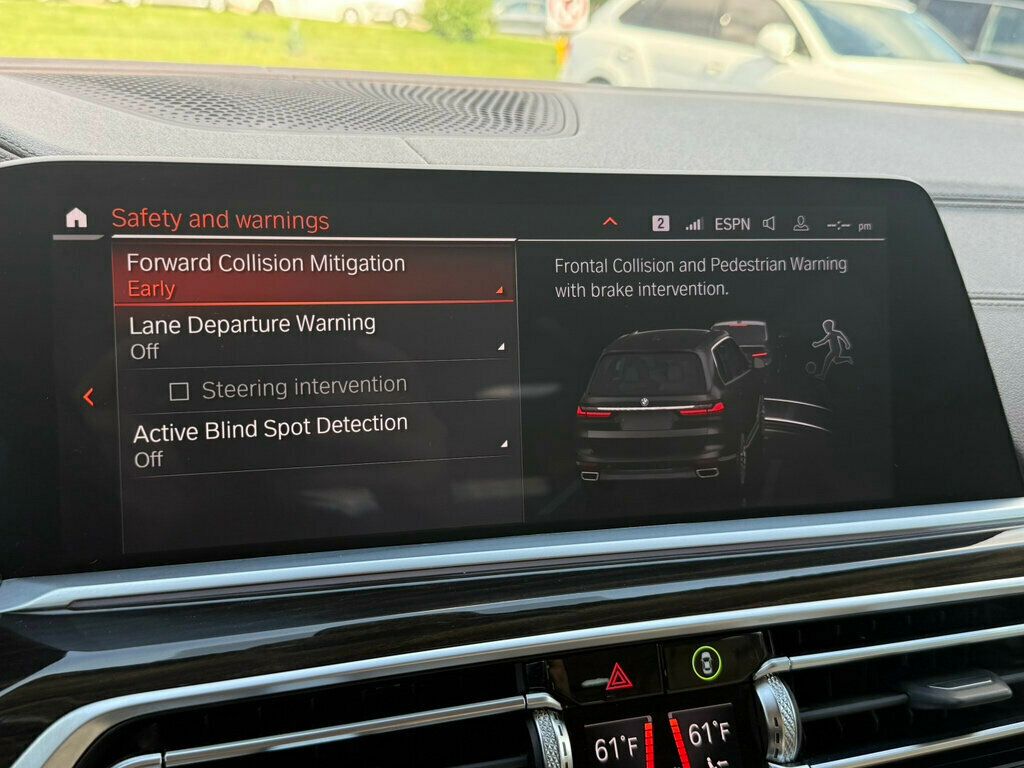 Safety and warnings
2 ESPN --:-- pm
Forward Collision Mitigation
Early
Lane Departure Warning
Off
Steering intervention
Active Blind Spot Detection
Off
Frontal Collision and Pedestrian Warning
with brake intervention.
61°F 61°F